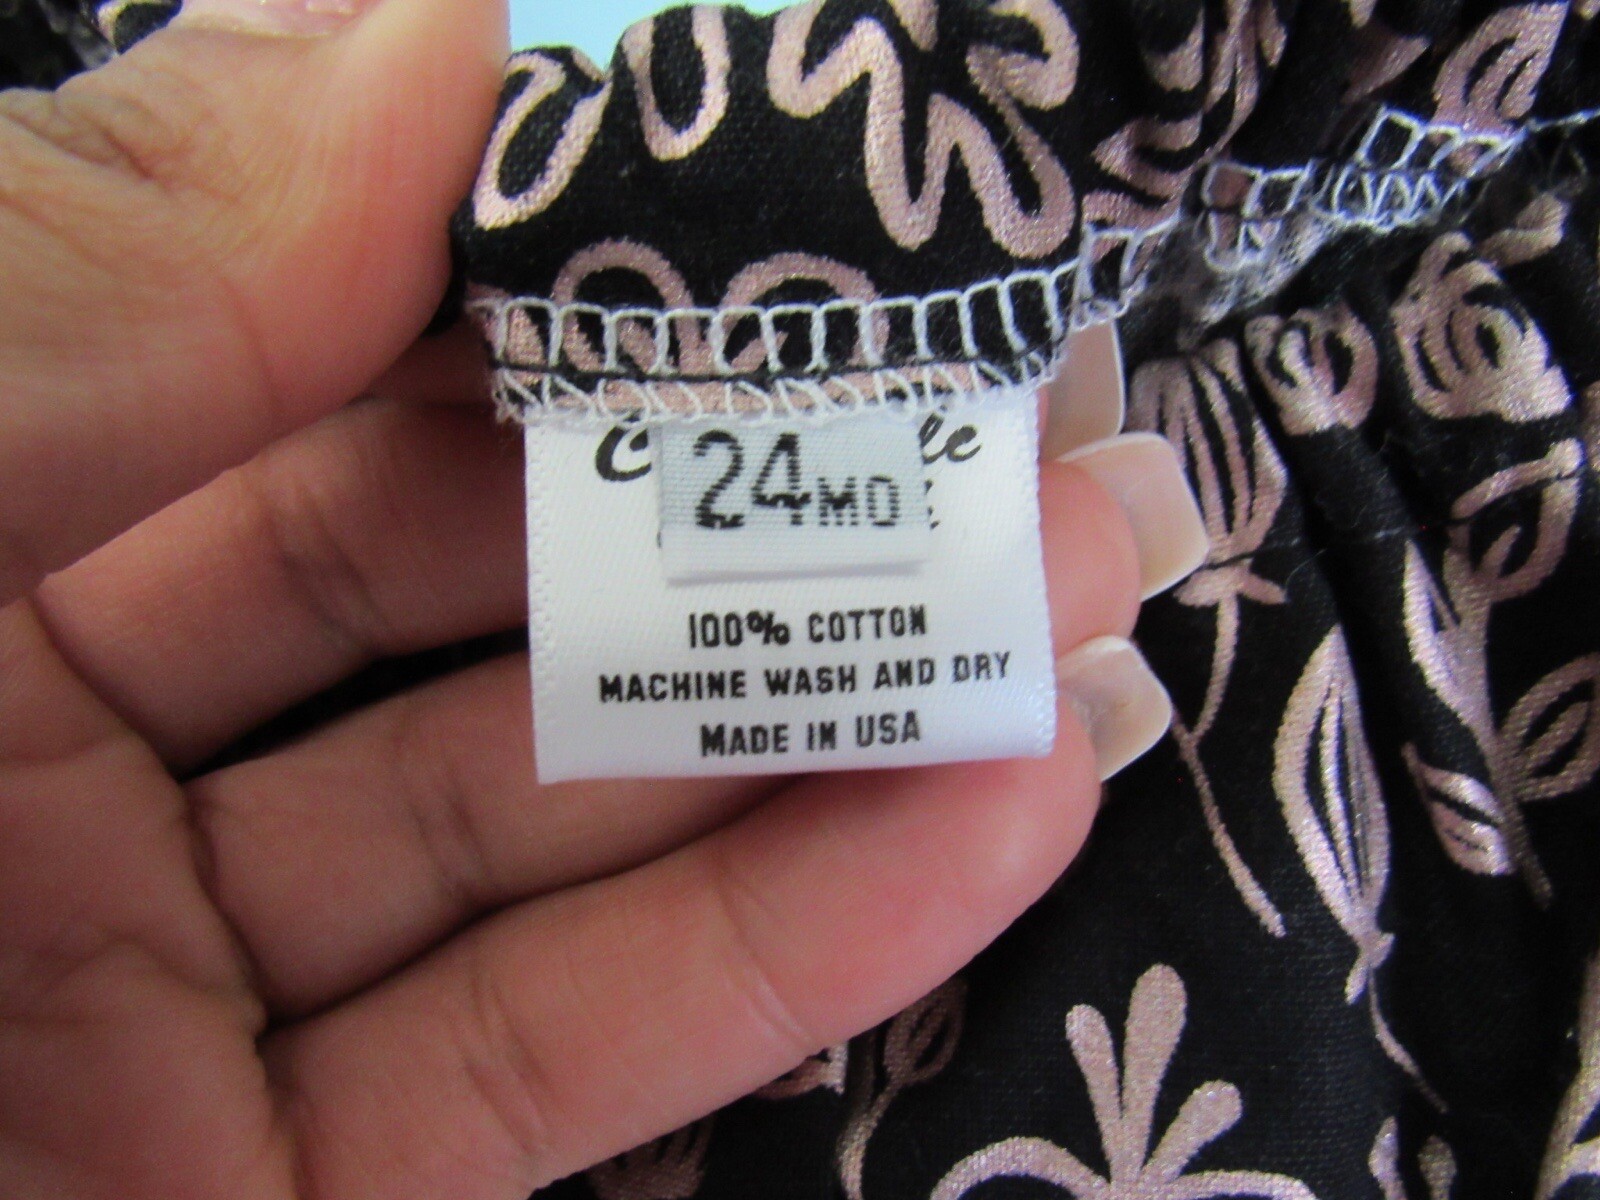 24MO
100% COTTON
MACHINE WASH AND DRY
MADE IN USA